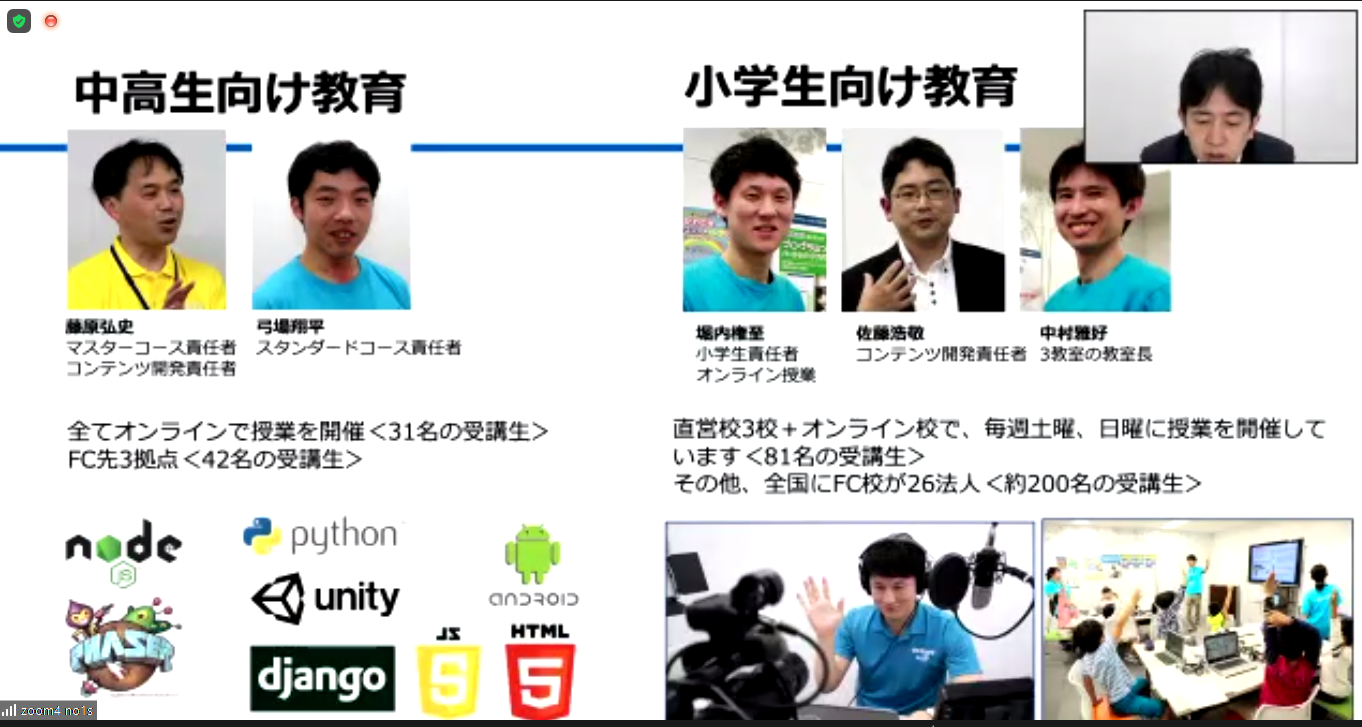 中高生向け教育
藤原弘史
マスターコース責任者
コンテンツ開発責任者
弓場翔平
スタンダードコース責任者
全てオンラインで授業を開催<31名の受講生>
FC先3拠点<42名の受講生>
node
JS
python
unity
ANDROID
PHASER
django
JS
HTML
5
小学生向け教育
堀内権至
小学生責任者
オンライン授業
佐藤浩敬
コンテンツ開発責任者
中村雅好
3教室の教室長
直営校3校+オンライン校で、毎週土曜、日曜に授業を開催して
います<81名の受講生>
その他、全国にFC校が26法人<約200名の受講生>
zoom4 no1s